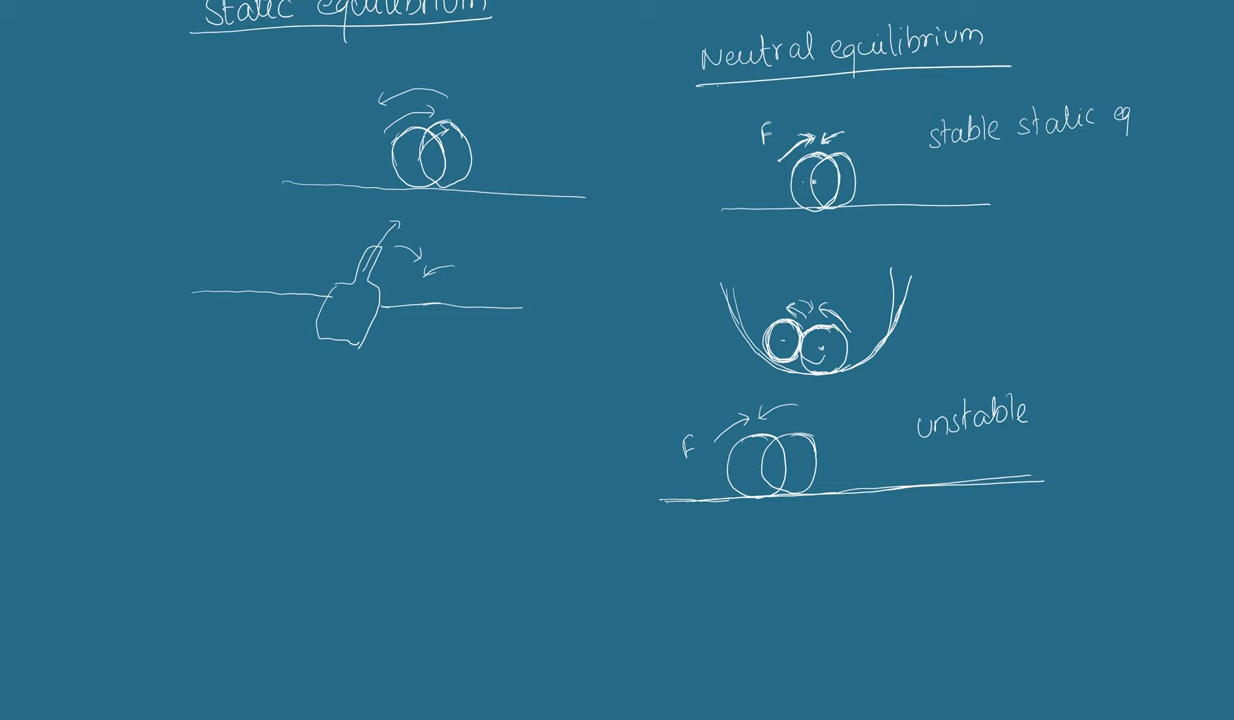 Static equilibrium
Neutral equilibrium
F
stable static eq
F
unstable